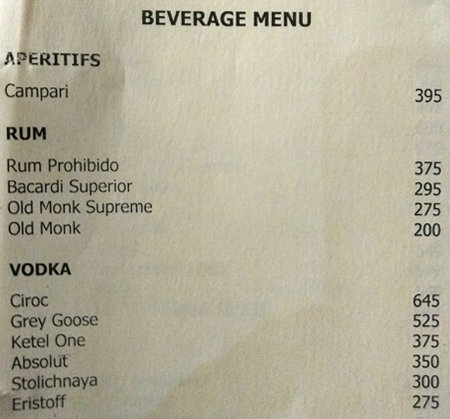 BEVERAGE MENU
APERITIFS
Campari 395
RUM
Rum Prohibido 375
Bacardi Superior 295
Old Monk Supreme 275
Old Monk 200
VODKA
Ciroc 645
Grey Goose 525
Ketel One 375
Absolut 350
Stolichnaya 300
Eristoff 275